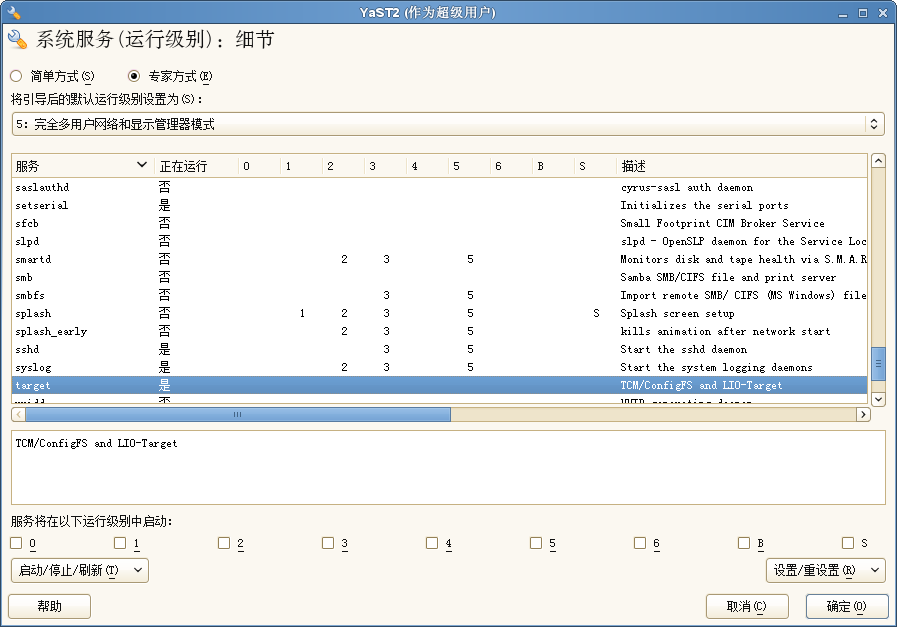 YaST2 (作为超级用户)
系统服务(运行级别): 细节
简单方式(S) 专家方式(E)
将引导后的默认运行级别设置为(S):
5: 完全多用户网络和显示管理器模式
服务 正在运行 0 1 2 3 4 5 6 B S 描述
saslauthd 否 cyrus-sasl auth daemon
setserial 是 Initializes the serial ports
sfcb 否 Small Footprint CIM Broker Service
slpd 否 slpd - OpenSLP daemon for the Service Loc
smartd 否 2 3 5 Monitors disk and tape health via S.M.A.R
smb 否 Samba SMB/CIFS file and print server
smbfs 否 3 5 Import remote SMB/ CIFS (MS Windows) file
splash 否 1 2 3 5 S Splash screen setup
splash_early 否 2 3 5 kills animation after network start
sshd 是 3 5 Start the sshd daemon
syslog 是 2 3 5 Start the system logging daemons
target 是 TCM/ConfigFS and LIO-Target
TCM/ConfigFS and LIO-Target
服务将在以下运行级别中启动:
0 1 2 3 4 5 6 B S
启动/停止/刷新(T) 设置/重设置(R)
帮助 取消(C) 确定(O)